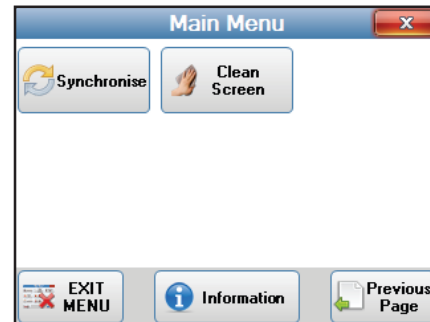 Main Menu
x
Synchronise
Clean
Screen
EXIT
MENU
Information
Previous
Page